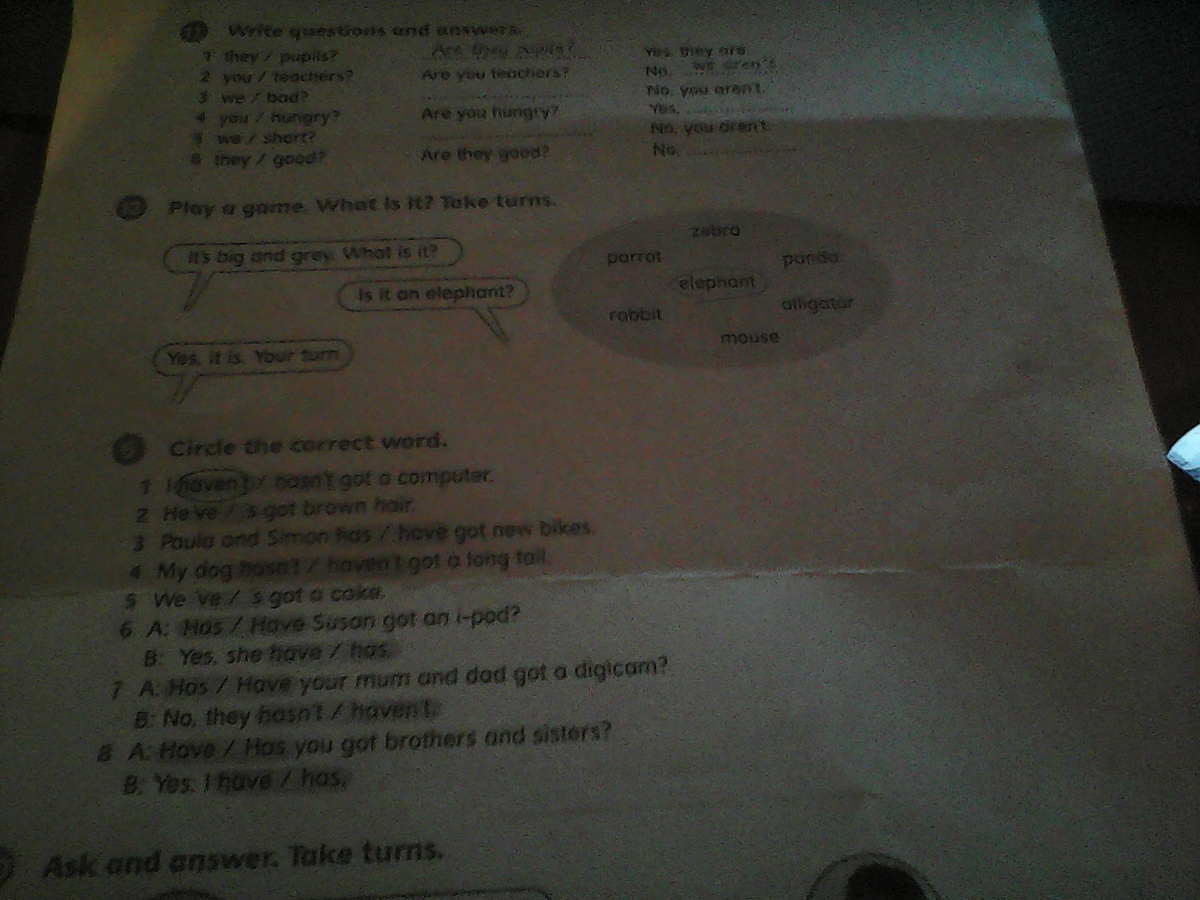 11 Write questions and answers.
1 they / pupils? Are they pupils? Yes, they are
2 you / teachers? Are you teachers? No, we aren't
3 we / bad? .......................... No, you aren't.
4 you / hungry? Are you hungry? Yes, ..................
5 we / short? .......................... No, you aren't.
6 they / good? Are they good? No, ..................
Play a game. What is it? Take turns.
It's big and grey. What is it?
Is it an elephant?
Yes, it is. Your turn
zebra
parrot
panda
elephant
alligator
rabbit
mouse
Circle the correct word.
1 I haven't / hasn't got a computer.
2 He 've / 's got brown hair.
3 Paula and Simon has / have got new bikes.
4 My dog hasn't / haven't got a long tail.
5 We 've / 's got a cake.
6 A: Has / Have Susan got an i-pod?
B: Yes, she have / has.
7 A: Has / Have your mum and dad got a digicam?
B: No, they hasn't / haven't.
8 A: Have / Has you got brothers and sisters?
B: Yes. I have / has.
Ask and answer. Take turns.